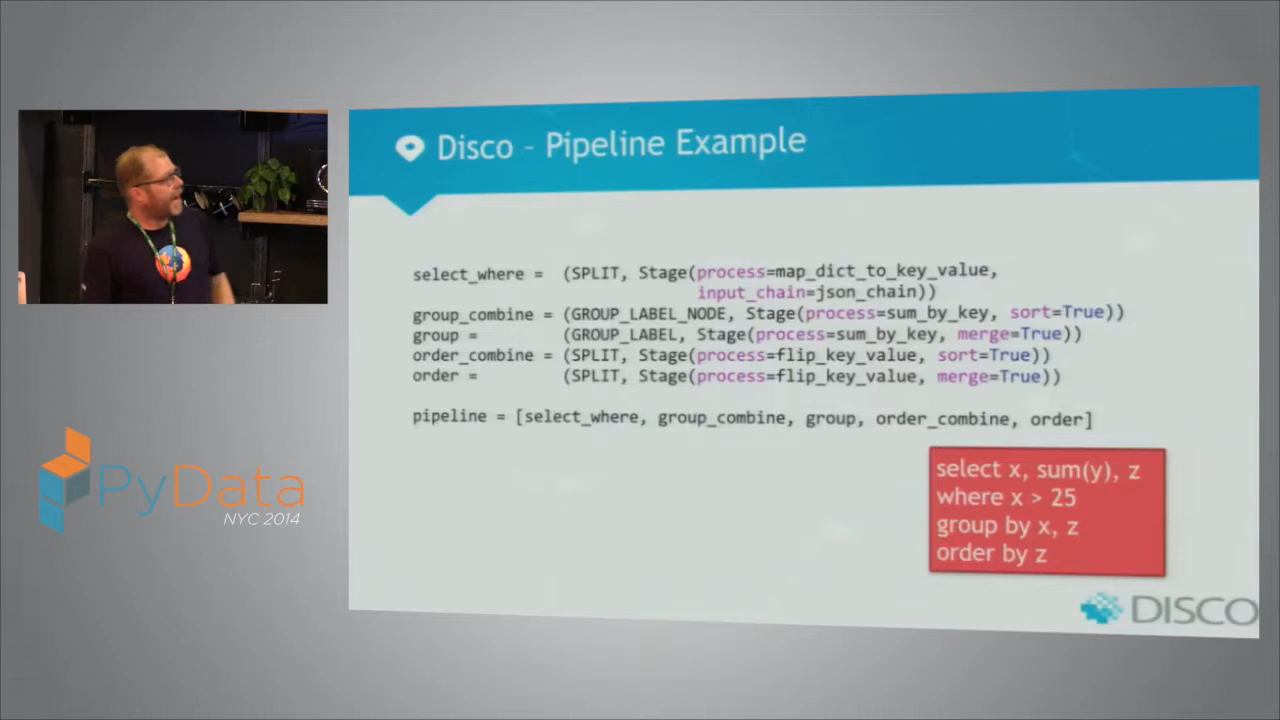 Disco - Pipeline Example
select_where = (SPLIT, Stage(process=map_dict_to_key_value,
input_chain=json_chain))
group_combine = (GROUP_LABEL_NODE, Stage(process=sum_by_key, sort=True))
group = (GROUP_LABEL, Stage(process=sum_by_key, merge=True))
order_combine = (SPLIT, Stage(process=flip_key_value, sort=True))
order = (SPLIT, Stage(process=flip_key_value, merge=True))
pipeline = [select_where, group_combine, group, order_combine, order]
select x, sum(y), z
where x > 25
group by x, z
order by z
DISCO
PyData
NYC 2014